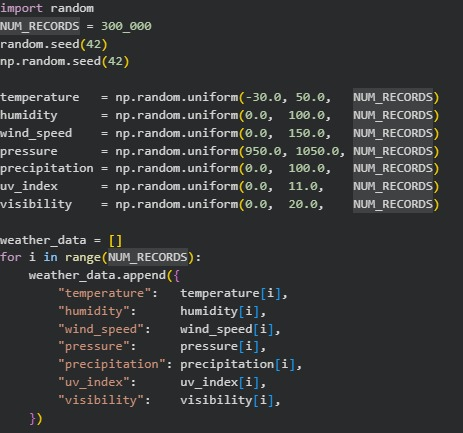 import random
NUM_RECORDS = 300_000
random.seed(42)
np.random.seed(42)

temperature   = np.random.uniform(-30.0, 50.0,    NUM_RECORDS)
humidity      = np.random.uniform(0.0,  100.0,    NUM_RECORDS)
wind_speed    = np.random.uniform(0.0,  150.0,    NUM_RECORDS)
pressure      = np.random.uniform(950.0, 1050.0,  NUM_RECORDS)
precipitation = np.random.uniform(0.0,  100.0,    NUM_RECORDS)
uv_index      = np.random.uniform(0.0,  11.0,     NUM_RECORDS)
visibility    = np.random.uniform(0.0,  20.0,     NUM_RECORDS)

weather_data = []
for i in range(NUM_RECORDS):
    weather_data.append({
        "temperature":   temperature[i],
        "humidity":      humidity[i],
        "wind_speed":    wind_speed[i],
        "pressure":      pressure[i],
        "precipitation": precipitation[i],
        "uv_index":      uv_index[i],
        "visibility":    visibility[i],
    })